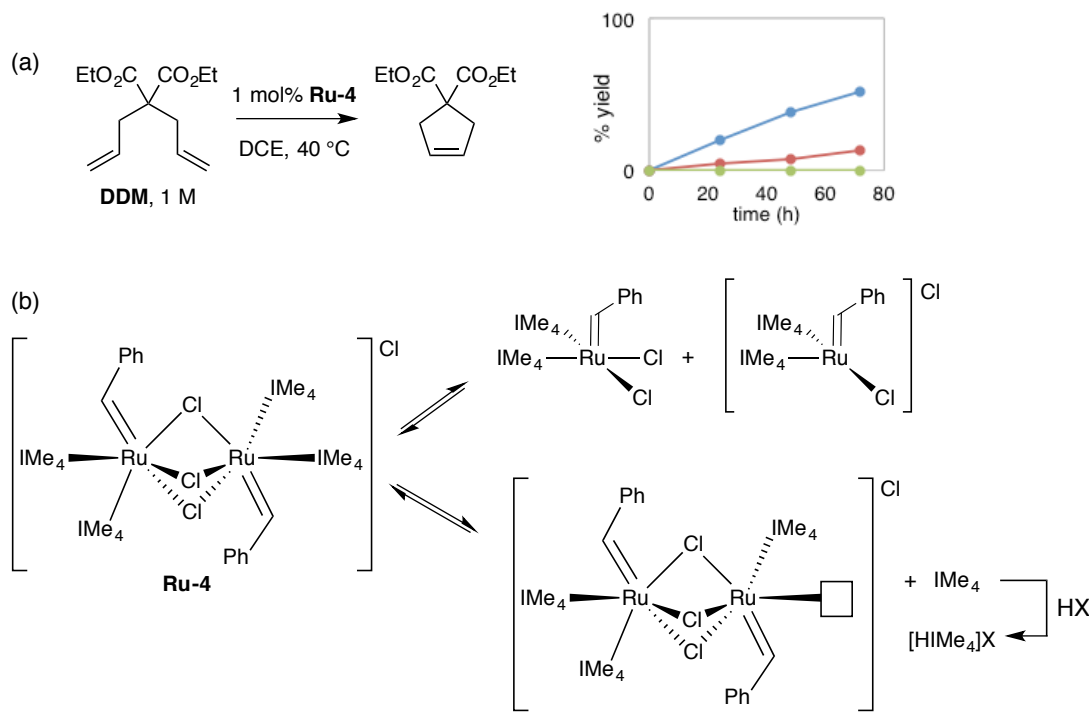 (a)
EtO2C CO2Et
DDM, 1 M
1 mol% Ru-4
DCE, 40 °C
EtO2C CO2Et
100
% yield
0
0 20 40 60 80
time (h)
(b)
Ph
Cl
IMe4
Cl
IMe4 Ru Ru IMe4
Cl
Cl
IMe4
Ph
Ru-4
Ph
IMe4
IMe4 Ru Cl
Cl
+
Ph
Cl
IMe4
IMe4 Ru
Cl
Ph
Cl
IMe4
Cl
IMe4 Ru Ru
Cl
Cl
IMe4
Ph
+ IMe4
HX
[HIMe4]X